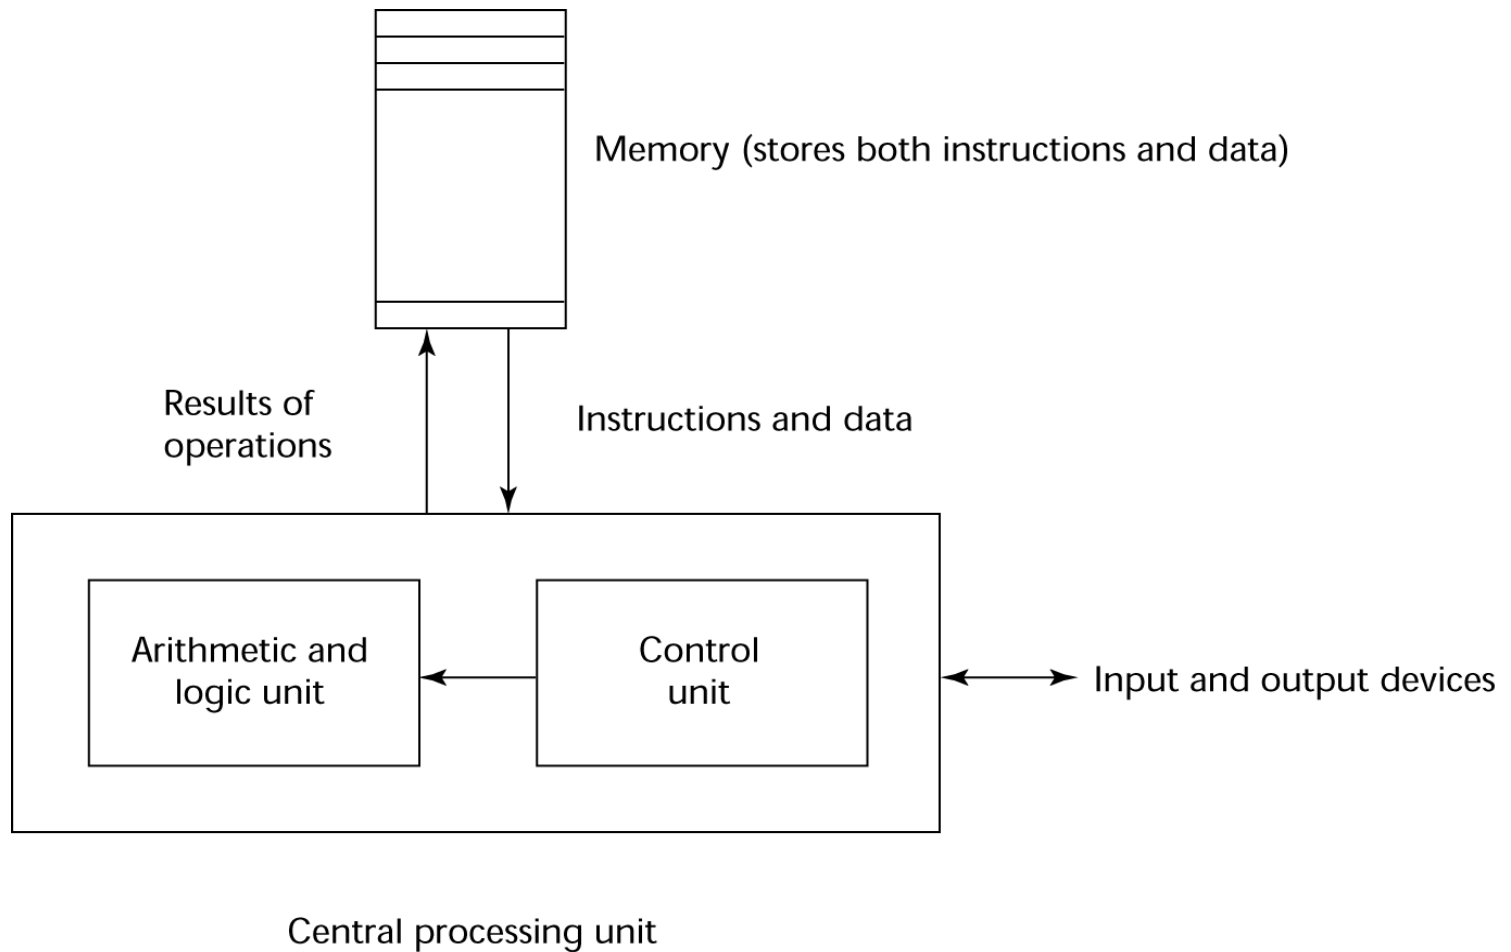 Memory (stores both instructions and data)
Results of
operations
Instructions and data
Arithmetic and
logic unit
Control
unit
Input and output devices
Central processing unit